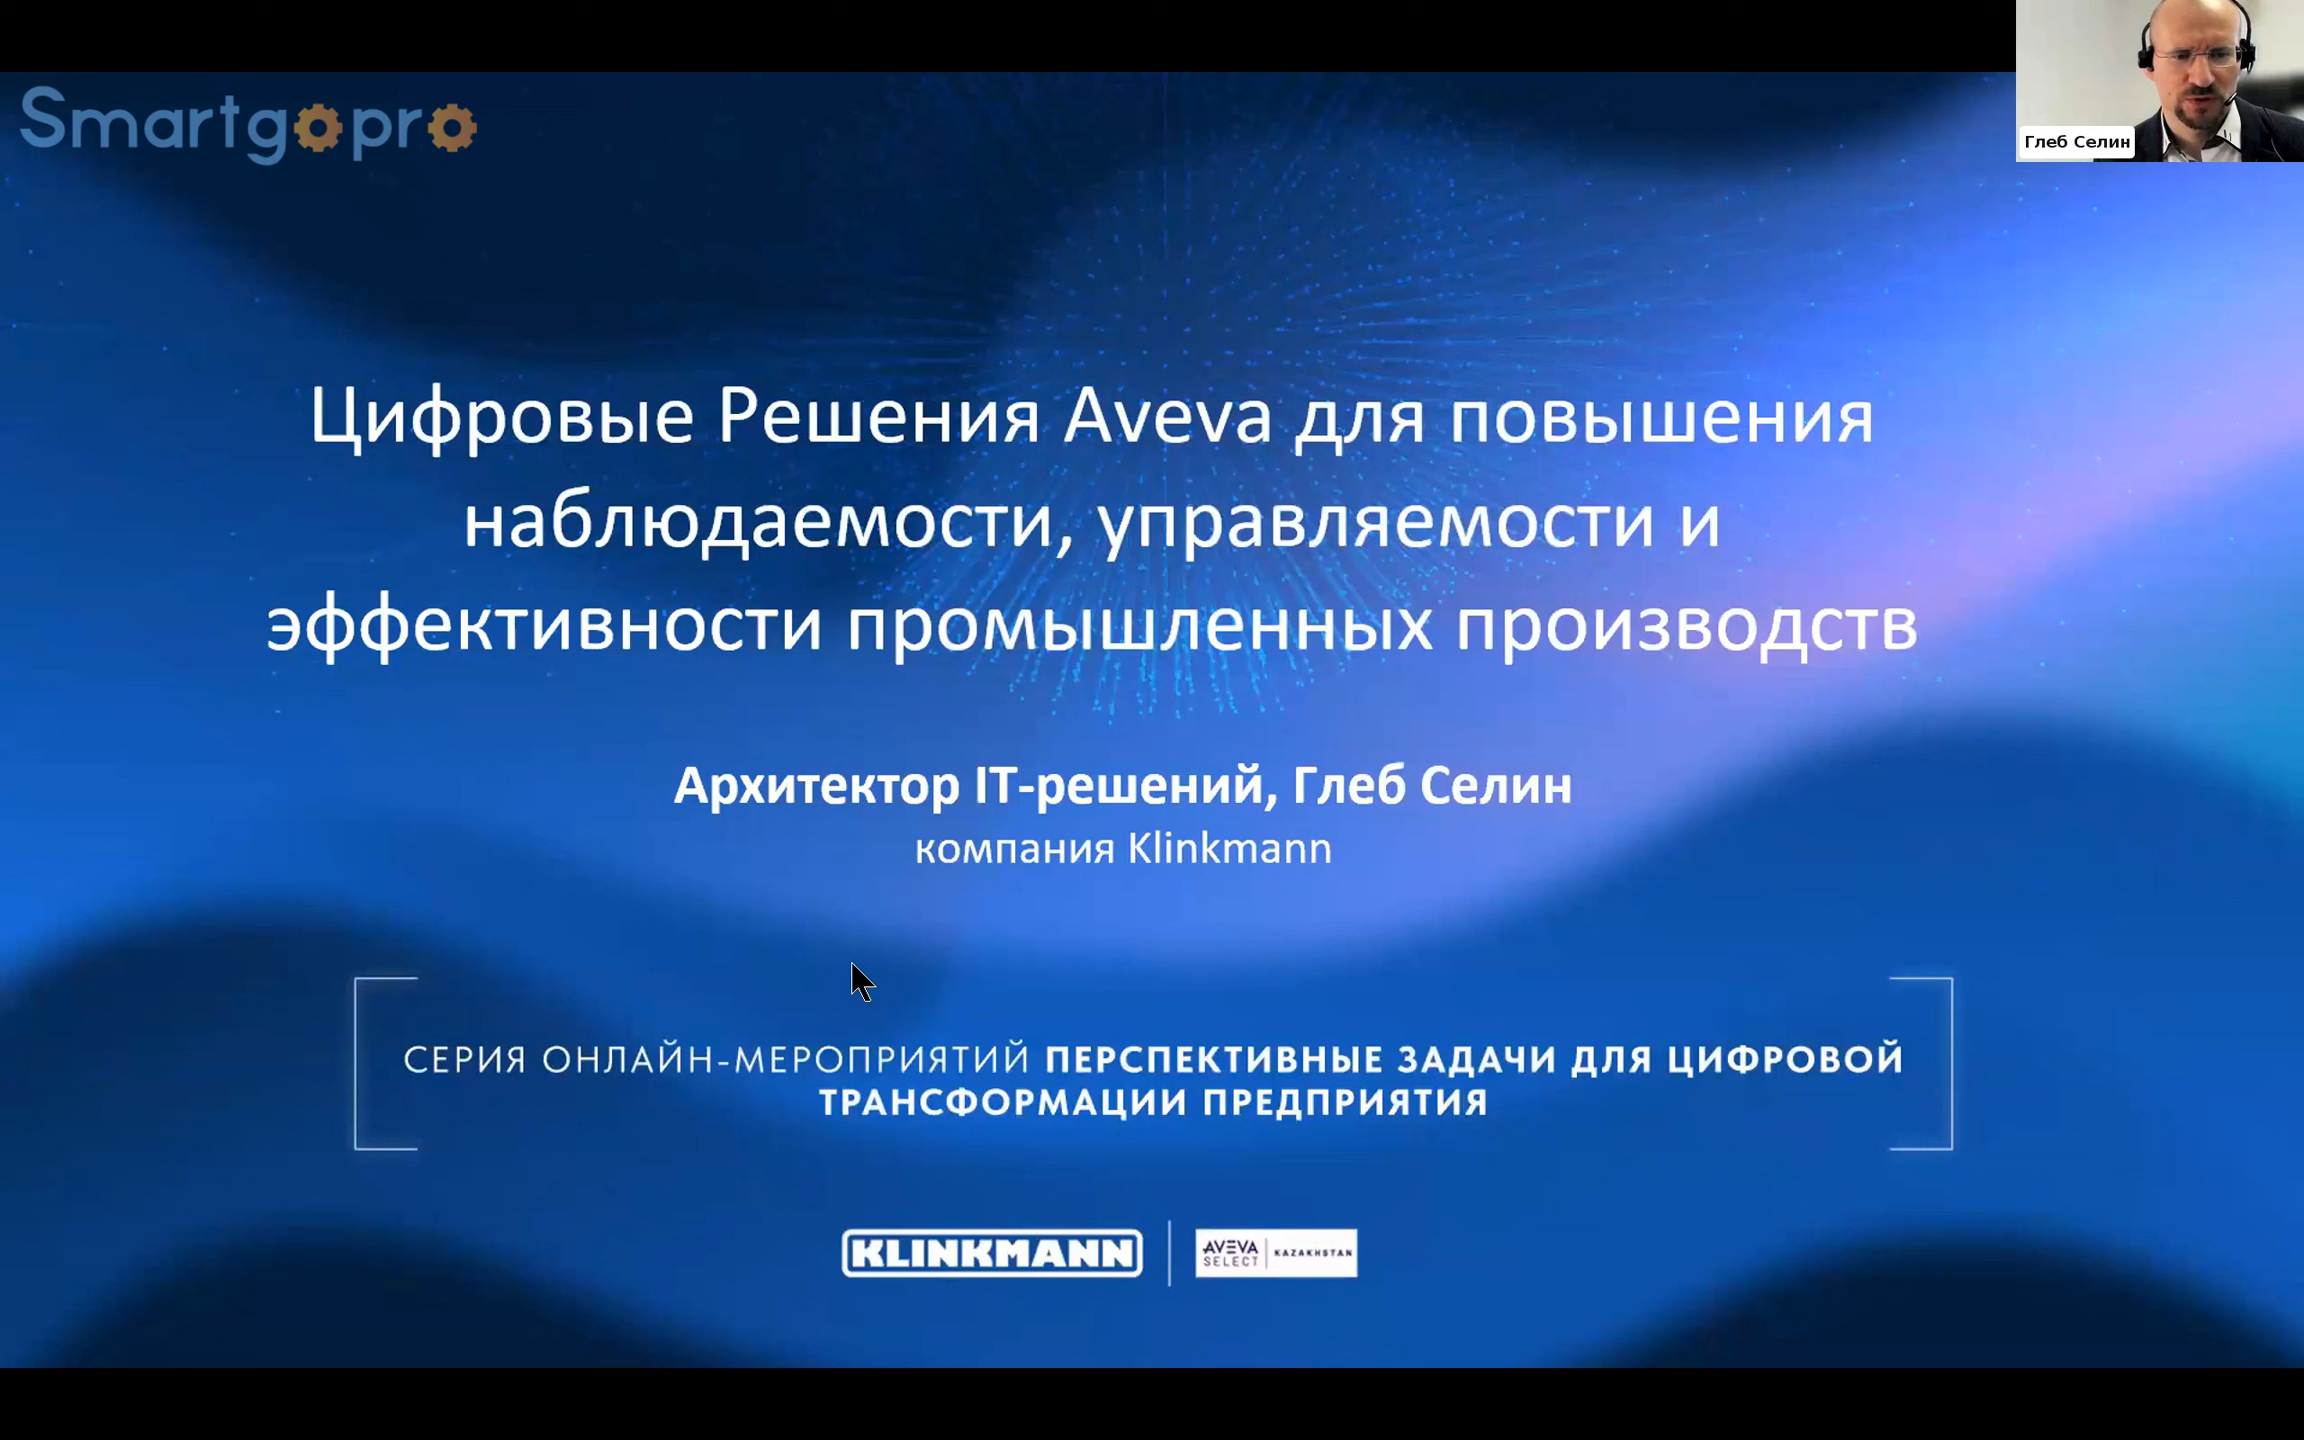 Smartgopro
Глеб Селин
Цифровые Решения Aveva для повышения
наблюдаемости, управляемости и
эффективности промышленных производств
Архитектор IT-решений, Глеб Селин
компания Klinkmann
СЕРИЯ ОНЛАЙН-МЕРОПРИЯТИЙ ПЕРСПЕКТИВНЫЕ ЗАДАЧИ ДЛЯ ЦИФРОВОЙ
ТРАНСФОРМАЦИИ ПРЕДПРИЯТИЯ
KLINKMANN
AVEVA
SELECT
KAZAKHSTAN